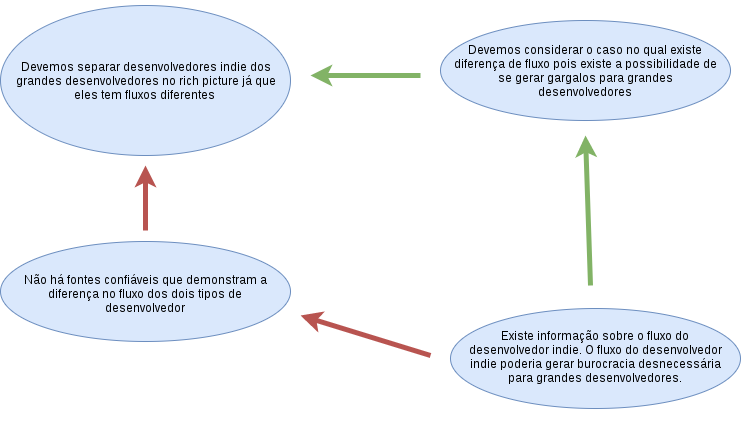 Devemos separar desenvolvedores indie dos
grandes desenvolvedores no rich picture já que
eles tem fluxos diferentes
Devemos considerar o caso no qual existe
diferença de fluxo pois existe a possibilidade de
se gerar gargalos para grandes
desenvolvedores
Não há fontes confiáveis que demonstram a
diferença no fluxo dos dois tipos de
desenvolvedor
Existe informação sobre o fluxo do
desenvolvedor indie. O fluxo do desenvolvedor
indie poderia gerar burocracia desnecessária
para grandes desenvolvedores.